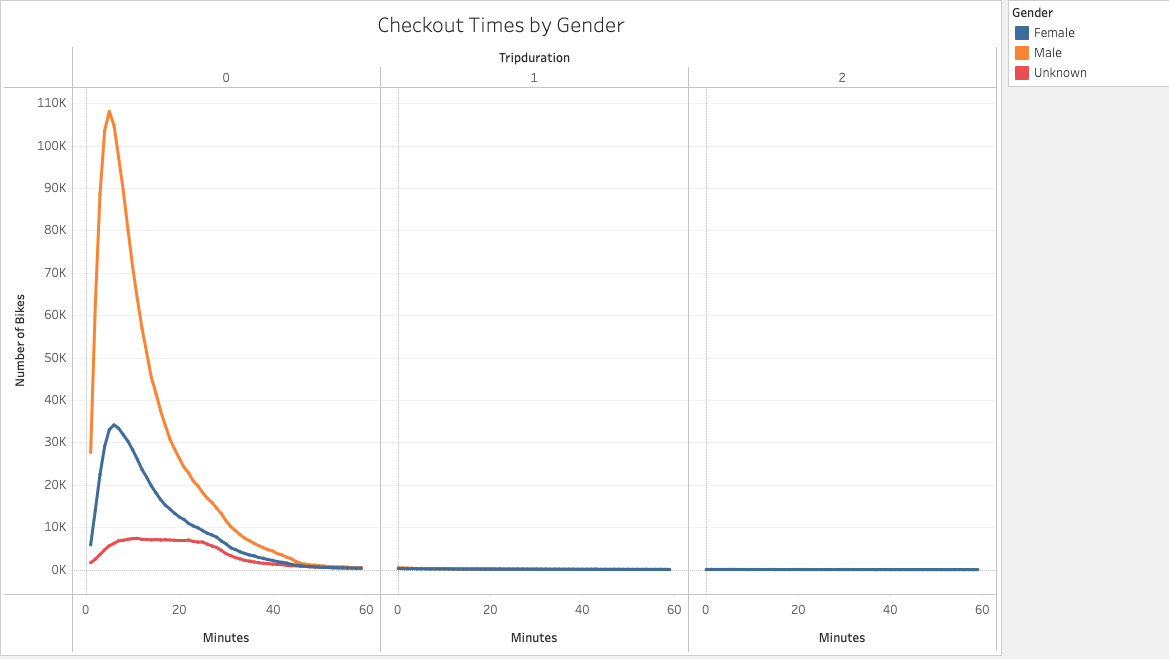 Checkout Times by Gender
Gender
Female
Male
Unknown
Tripduration
0 1 2
110K
100K
90K
80K
70K
60K
50K
40K
30K
20K
10K
0K
Number of Bikes
0 20 40 60 0 20 40 60 0 20 40 60
Minutes Minutes Minutes